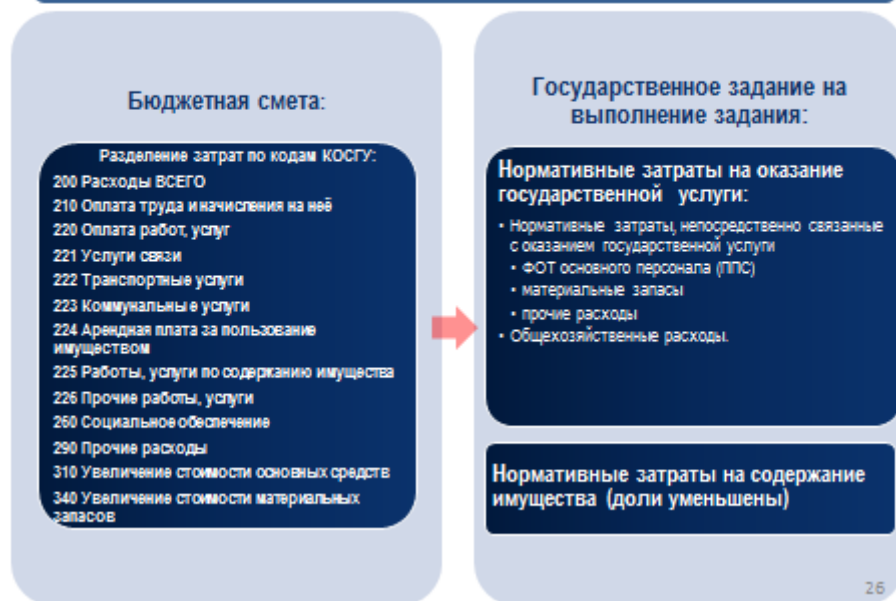 Бюджетная смета:
Разделение затрат по кодам КОСГУ:
200 Расходы ВСЕГО
210 Оплата труда и начисления на неё
220 Оплата работ, услуг
221 Услуги связи
222 Транспортные услуги
223 Коммунальные услуги
224 Арендная плата за пользование
имуществом
225 Работы, услуги по содержанию имущества
226 Прочие работы, услуги
260 Социальное обеспечение
290 Прочие расходы
310 Увеличение стоимости основных средств
340 Увеличение стоимости материальных
запасов
Государственное задание на
выполнение задания:
Нормативные затраты на оказание
государственной услуги:
• Нормативные затраты, непосредственно связанные
с оказанием государственной услуги
• ФОТ основного персонала (ППС)
• материальные запасы
• прочие расходы
• Общехозяйственные расходы.
Нормативные затраты на содержание
имущества (доли уменьшены)
26